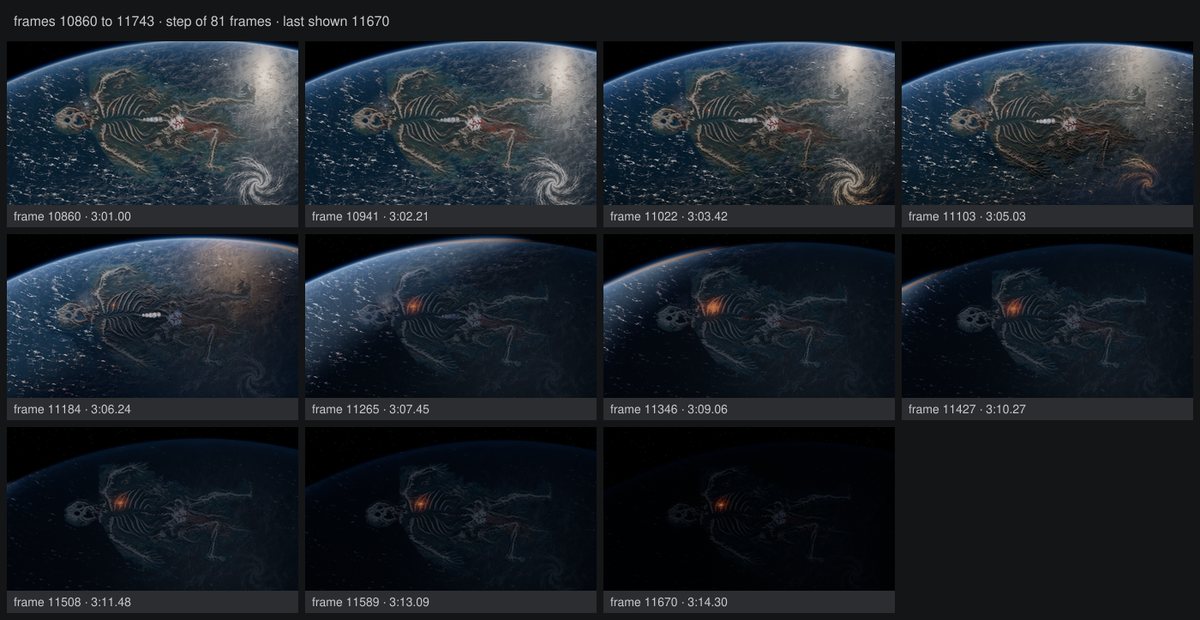 frames 10860 to 11743 · step of 81 frames · last shown 11670
frame 10860 · 3:01.00
frame 10941 · 3:02.21
frame 11022 · 3:03.42
frame 11103 · 3:05.03
frame 11184 · 3:06.24
frame 11265 · 3:07.45
frame 11346 · 3:09.06
frame 11427 · 3:10.27
frame 11508 · 3:11.48
frame 11589 · 3:13.09
frame 11670 · 3:14.30